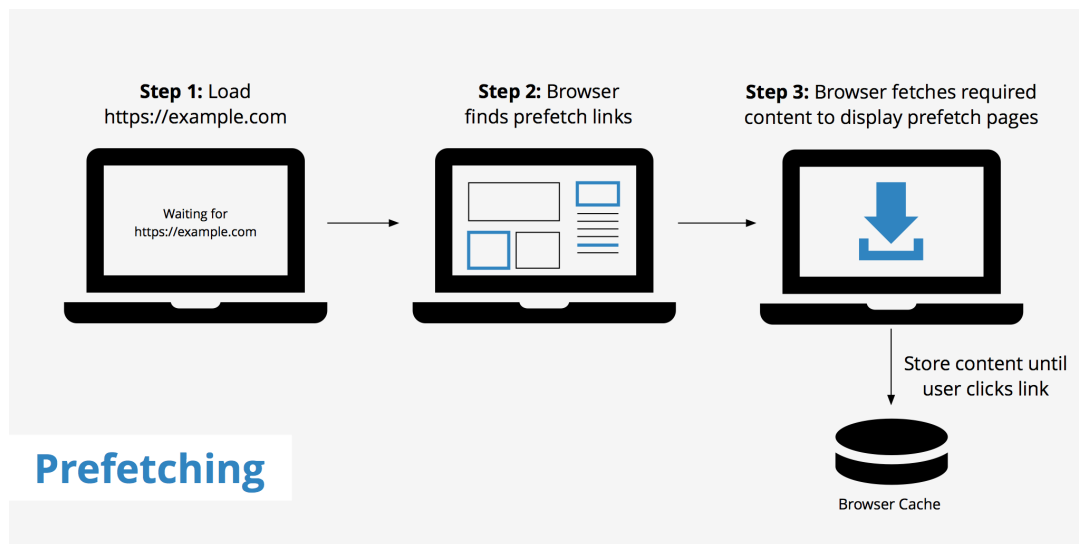 Step 1: Load
https://example.com
Step 2: Browser
finds prefetch links
Step 3: Browser fetches required
content to display prefetch pages
Waiting for
https://example.com
Store content until
user clicks link
Prefetching
Browser Cache